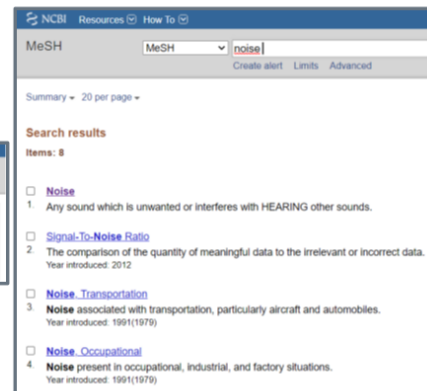 NCBI Resources How To
MeSH MeSH noise
Create alert Limits Advanced
Summary 20 per page
Search results
Items: 8
Noise
1. Any sound which is unwanted or interferes with HEARING other sounds.
Signal-To-Noise Ratio
2. The comparison of the quantity of meaningful data to the irrelevant or incorrect data.
Year introduced: 2012
Noise, Transportation
3. Noise associated with transportation, particularly aircraft and automobiles.
Year introduced: 1991(1979)
Noise, Occupational
4. Noise present in occupational, industrial, and factory situations.
Year introduced: 1991(1979)